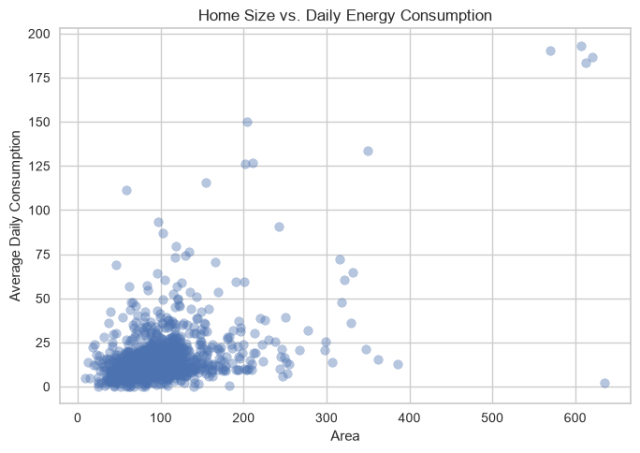 Home Size vs. Daily Energy Consumption
Average Daily Consumption
200
175
150
125
100
75
50
25
0
0 100 200 300 400 500 600
Area